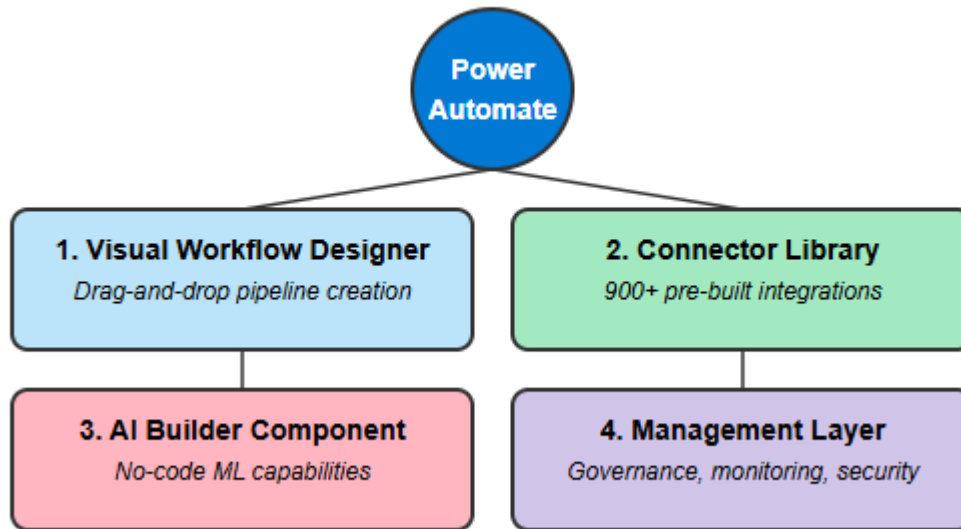 Power
Automate
1. Visual Workflow Designer
Drag-and-drop pipeline creation
2. Connector Library
900+ pre-built integrations
3. AI Builder Component
No-code ML capabilities
4. Management Layer
Governance, monitoring, security